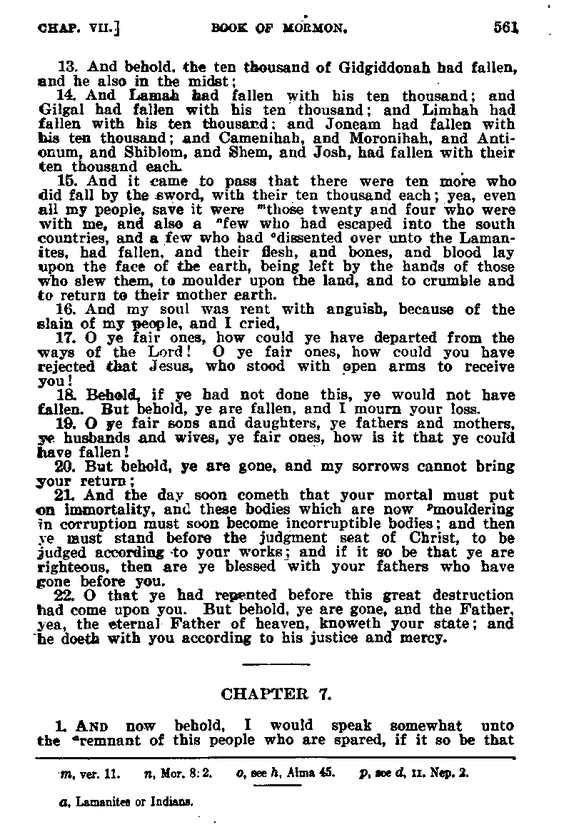 CHAP. VII.] BOOK OF MORMON. 561
13. And behold, the ten thousand of Gidgiddonah had fallen,
and he also in the midst;
14. And Lamah had fallen with his ten thousand; and
Gilgal had fallen with his ten thousand; and Limhah had
fallen with his ten thousand; and Joneam had fallen with
his ten thousand; and Camenihah, and Moronihah, and Anti-
onum, and Shiblom, and Shem, and Josh, had fallen with their
ten thousand each.
15. And it came to pass that there were ten more who
did fall by the sword, with their ten thousand each; yea, even
all my people, save it were ᵐthose twenty and four who were
with me, and also a ⁿfew who had escaped into the south
countries, and a few who had ᵒdissented over unto the Laman-
ites, had fallen, and their flesh, and bones, and blood lay
upon the face of the earth, being left by the hands of those
who slew them, to moulder upon the land, and to crumble and
to return to their mother earth.
16. And my soul was rent with anguish, because of the
slain of my people, and I cried,
17. O ye fair ones, how could ye have departed from the
ways of the Lord! O ye fair ones, how could you have
rejected that Jesus, who stood with open arms to receive
you!
18. Behold, if ye had not done this, ye would not have
fallen. But behold, ye are fallen, and I mourn your loss.
19. O ye fair sons and daughters, ye fathers and mothers,
ye husbands and wives, ye fair ones, how is it that ye could
have fallen!
20. But behold, ye are gone, and my sorrows cannot bring
your return;
21. And the day soon cometh that your mortal must put
on immortality, and these bodies which are now ᵖmouldering
in corruption must soon become incorruptible bodies; and then
ye must stand before the judgment seat of Christ, to be
judged according to your works; and if it so be that ye are
righteous, then are ye blessed with your fathers who have
gone before you.
22. O that ye had repented before this great destruction
had come upon you. But behold, ye are gone, and the Father,
yea, the eternal Father of heaven, knoweth your state; and
he doeth with you according to his justice and mercy.
CHAPTER 7.
1. AND now behold, I would speak somewhat unto
the ᵃremnant of this people who are spared, if it so be that
m, ver. 11. n, Mor. 8:2. o, see h, Alma 45. p, see d, II. Nep. 2.
a, Lamanites or Indians.